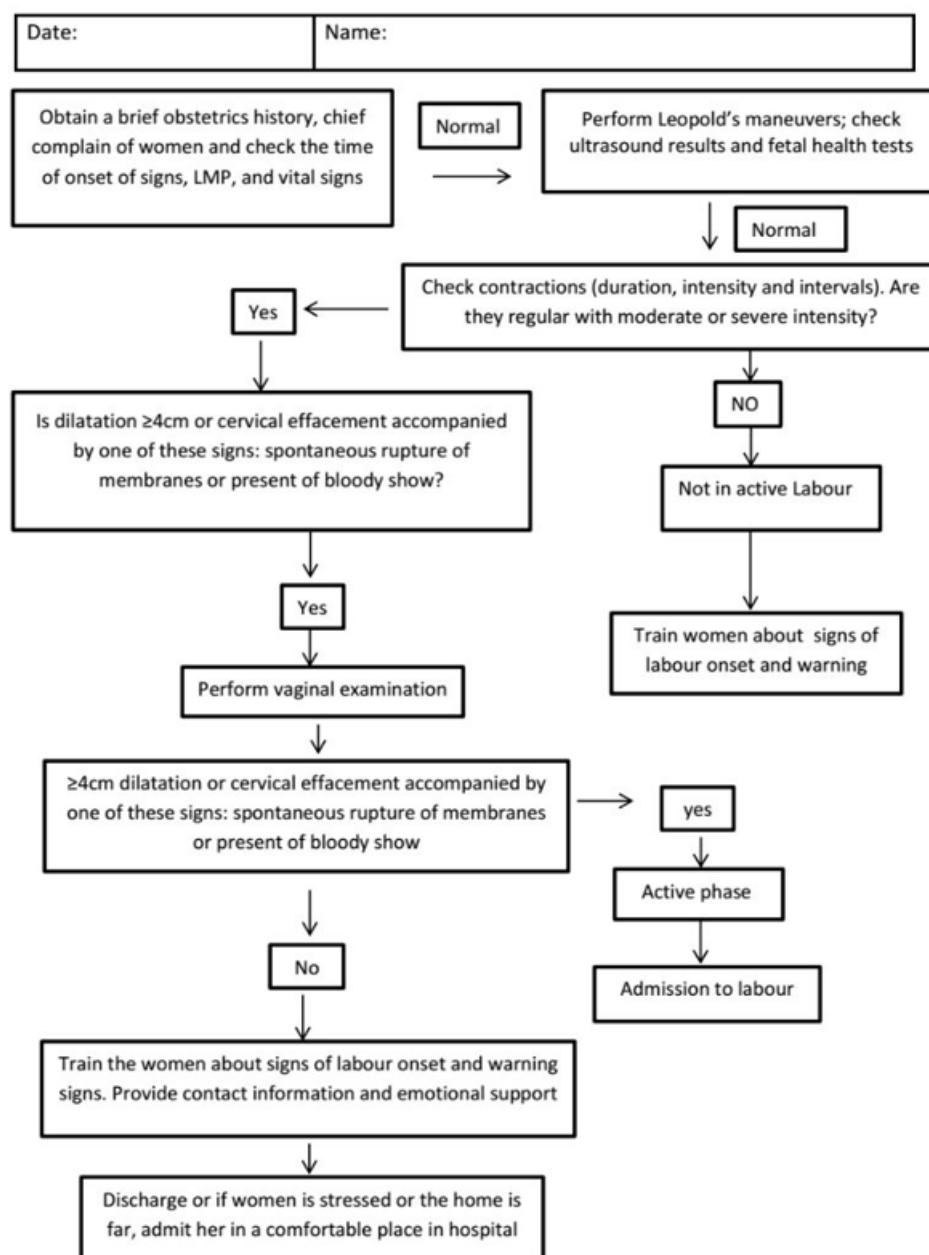 Date:
Name:
Obtain a brief obstetrics history, chief
complain of women and check the time
of onset of signs, LMP, and vital signs
Normal
Perform Leopold's maneuvers; check
ultrasound results and fetal health tests
Normal
Check contractions (duration, intensity and intervals). Are
they regular with moderate or severe intensity?
Yes
NO
Is dilatation ≥4cm or cervical effacement accompanied
by one of these signs: spontaneous rupture of
membranes or present of bloody show?
Not in active Labour
Yes
Train women about signs of
labour onset and warning
Perform vaginal examination
≥4cm dilatation or cervical effacement accompanied by
one of these signs: spontaneous rupture of membranes
or present of bloody show
yes
Active phase
Admission to labour
No
Train the women about signs of labour onset and warning
signs. Provide contact information and emotional support
Discharge or if women is stressed or the home is
far, admit her in a comfortable place in hospital